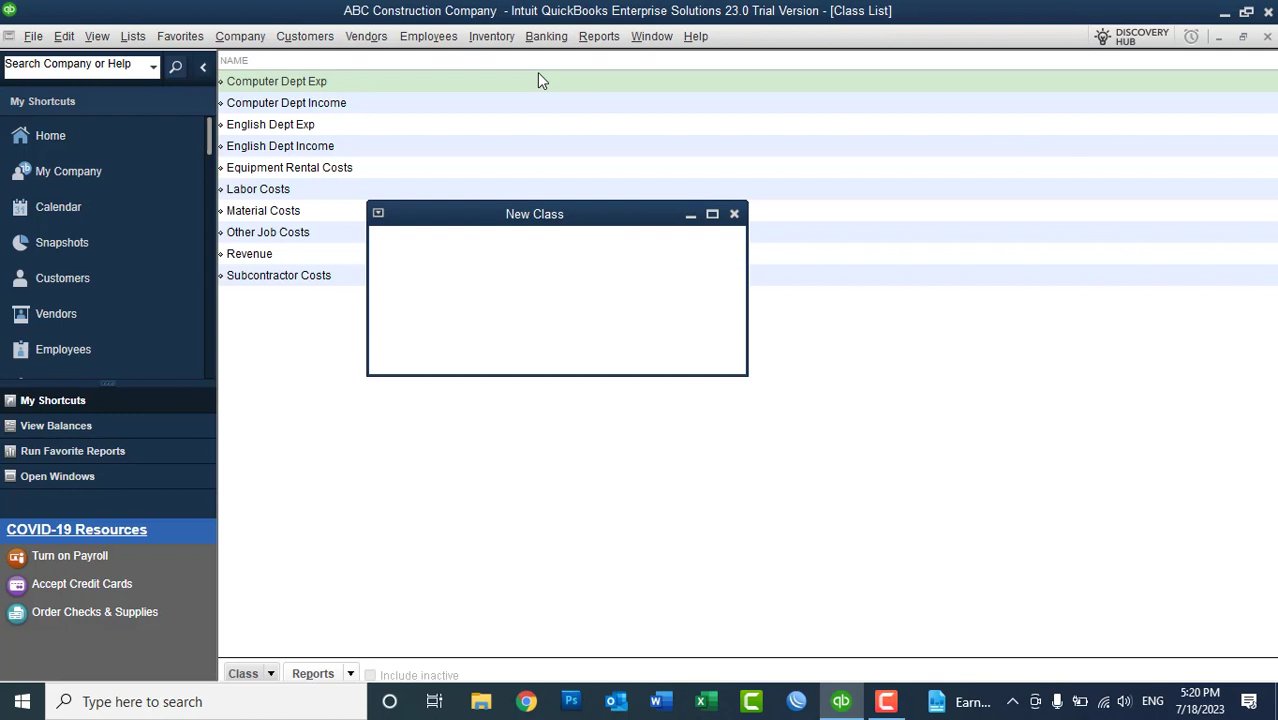 ABC Construction Company - Intuit QuickBooks Enterprise Solutions 23.0 Trial Version - [Class List]
File Edit View Lists Favorites Company Customers Vendors Employees Inventory Banking Reports Window Help
DISCOVERY
HUB
Search Company or Help
My Shortcuts
Home
My Company
Calendar
Snapshots
Customers
Vendors
Employees
My Shortcuts
View Balances
Run Favorite Reports
Open Windows
COVID-19 Resources
Turn on Payroll
Accept Credit Cards
Order Checks & Supplies
NAME
Computer Dept Exp
Computer Dept Income
English Dept Exp
English Dept Income
Equipment Rental Costs
Labor Costs
Material Costs
Other Job Costs
Revenue
Subcontractor Costs
New Class
Class Reports Include inactive
Type here to search
Earn...
ENG
5:20 PM
7/18/2023